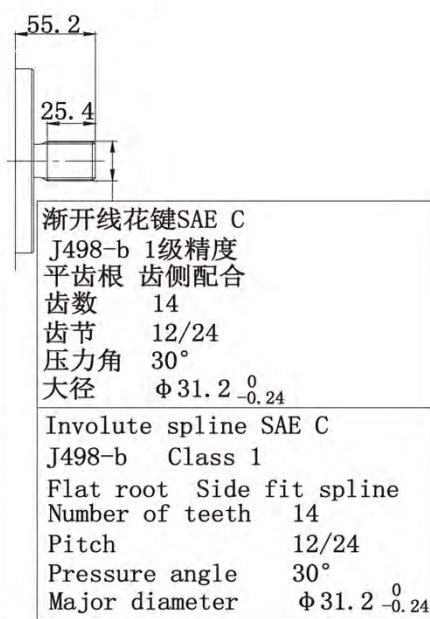 55.2
25.4
渐开线花键SAE C
J498-b 1级精度
平齿根 齿侧配合
齿数 14
齿节 12/24
压力角 30°
大径 Φ31.2 0 -0.24
Involute spline SAE C
J498-b Class 1
Flat root Side fit spline
Number of teeth 14
Pitch 12/24
Pressure angle 30°
Major diameter Φ31.2 0 -0.24